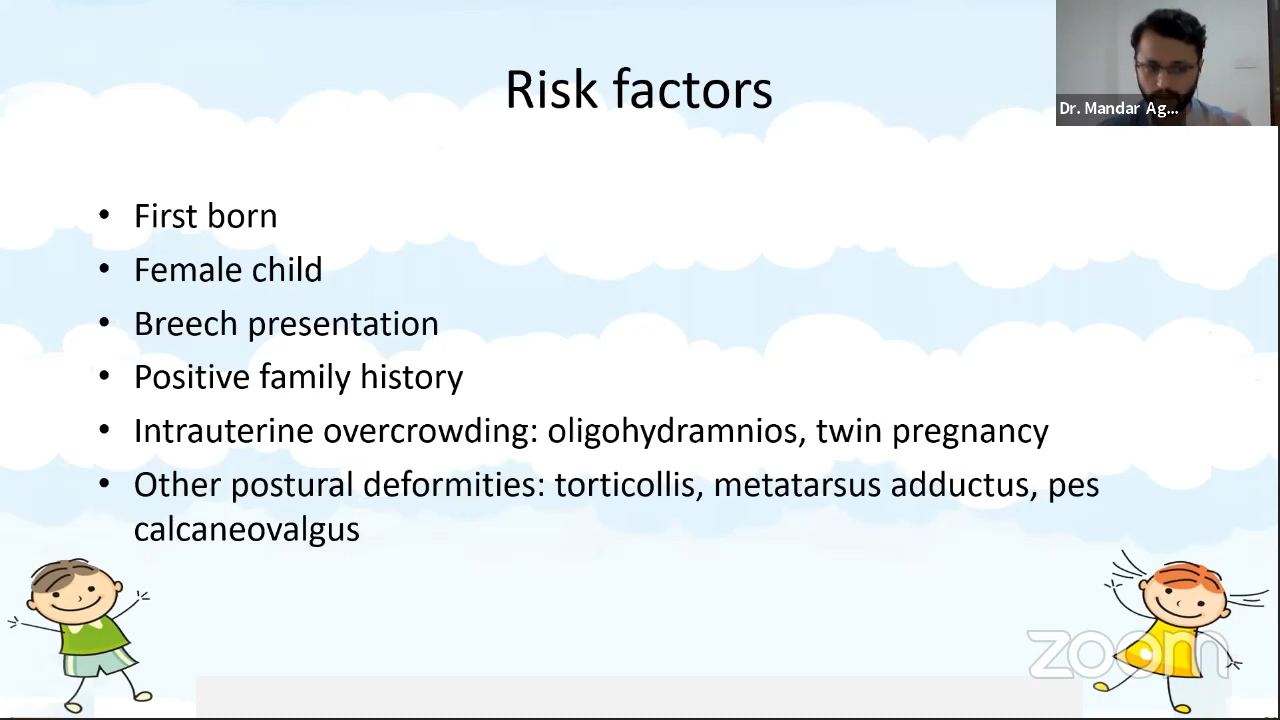 Risk factors
Dr. Mandar Ag...
• First born
• Female child
• Breech presentation
• Positive family history
• Intrauterine overcrowding: oligohydramnios, twin pregnancy
• Other postural deformities: torticollis, metatarsus adductus, pes
calcaneovalgus
zoom